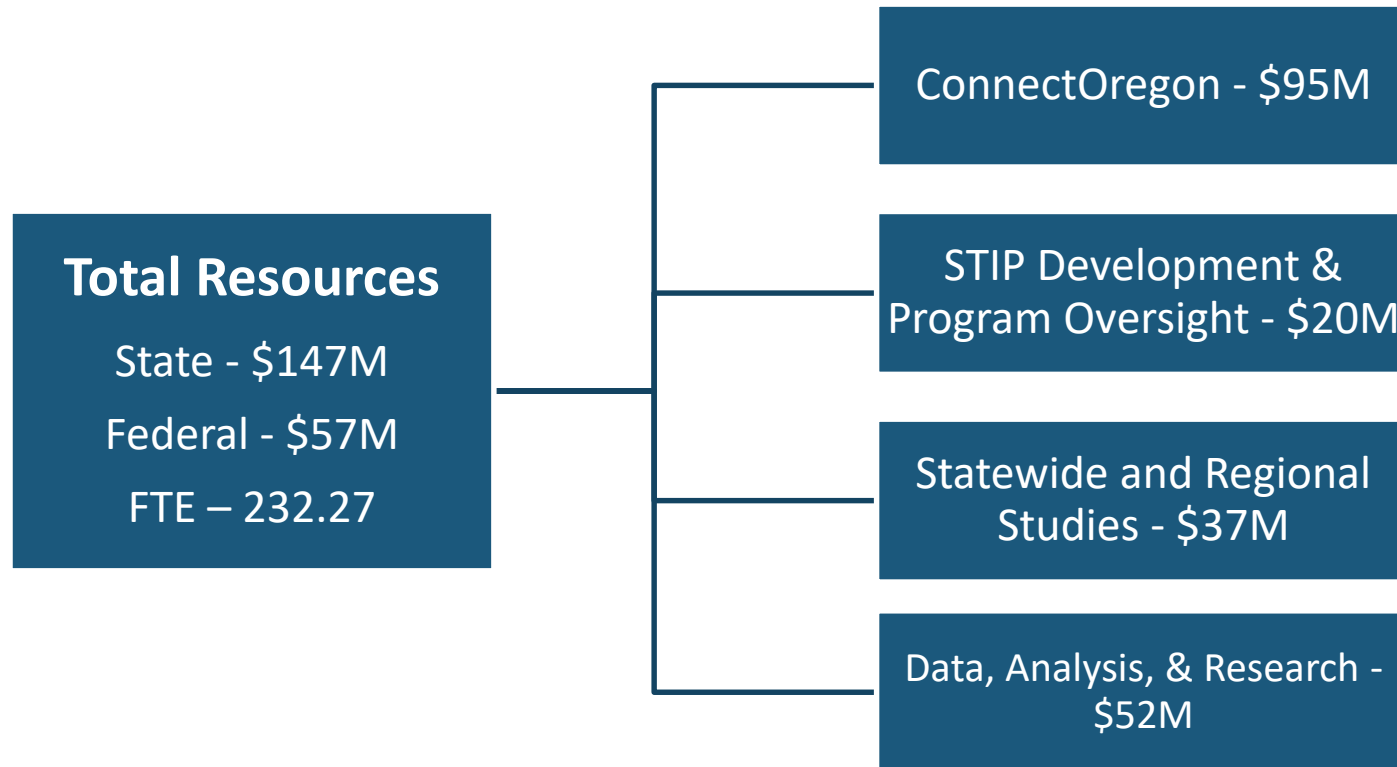 Total Resources
State - $147M
Federal - $57M
FTE – 232.27
ConnectOregon - $95M
STIP Development &
Program Oversight - $20M
Statewide and Regional
Studies - $37M
Data, Analysis, & Research -
$52M